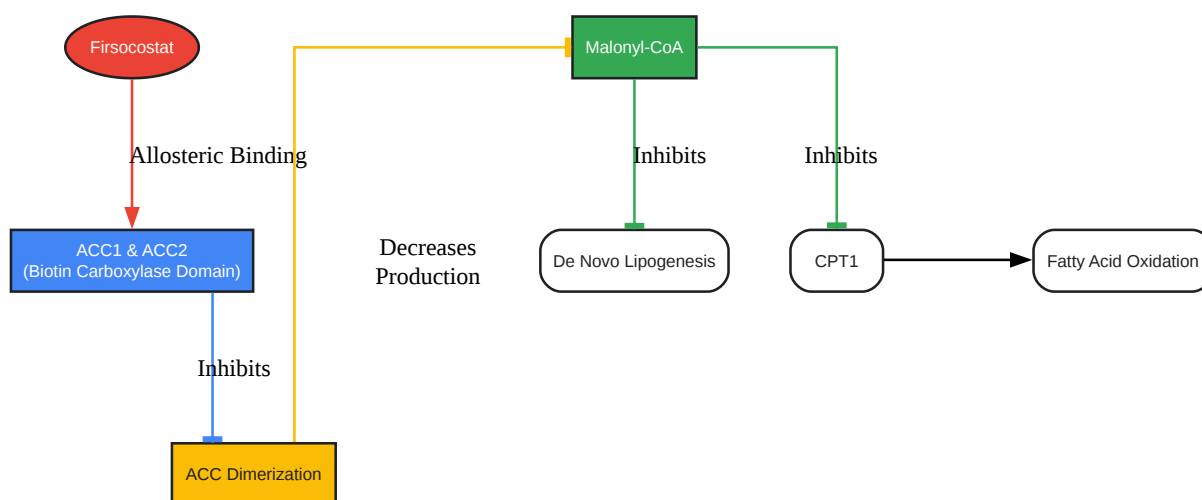 Firsocostat
Malonyl-CoA
Allosteric Binding
Inhibits
Inhibits
ACC1 & ACC2
(Biotin Carboxylase Domain)
Decreases
Production
De Novo Lipogenesis
CPT1
Fatty Acid Oxidation
Inhibits
ACC Dimerization